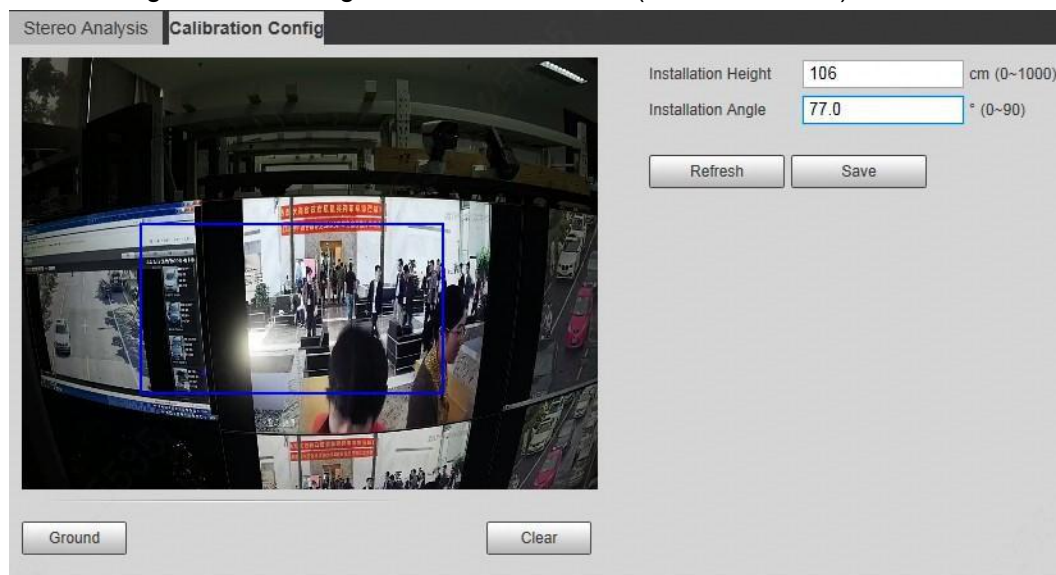 Stereo Analysis Calibration Config
Installation Height 106 cm (0~1000)
Installation Angle 77.0 ° (0~90)
Refresh Save
Ground Clear